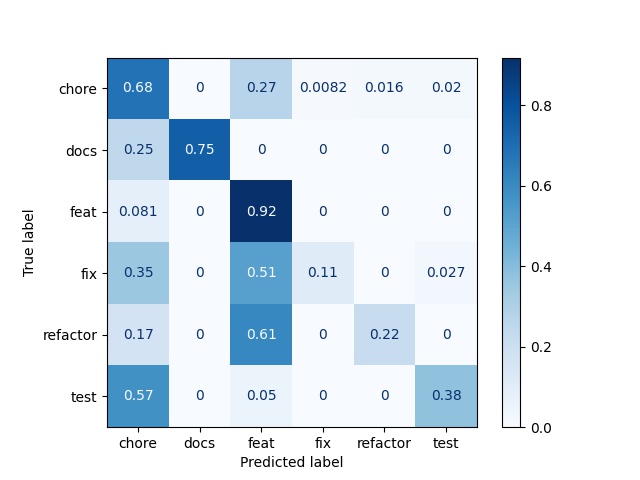 chore 0.68 0 0.27 0.0082 0.016 0.02
docs 0.25 0.75 0 0 0 0
feat 0.081 0 0.92 0 0 0
fix 0.35 0 0.51 0.11 0 0.027
refactor 0.17 0 0.61 0 0.22 0
test 0.57 0 0.05 0 0 0.38
chore docs feat fix refactor test
Predicted label
True label
0.8
0.6
0.4
0.2
0.0